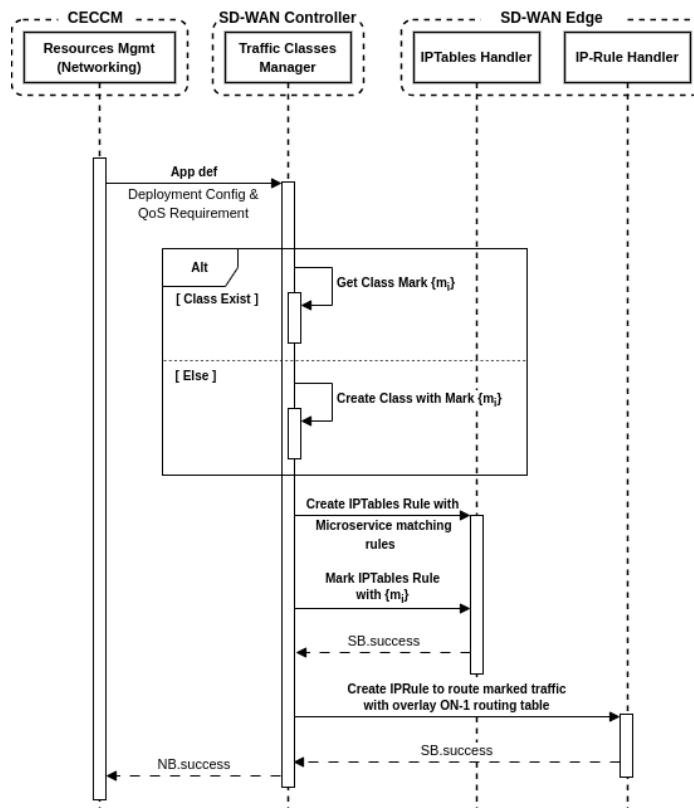 CECCM
SD-WAN Controller
SD-WAN Edge
Resources Mgmt
(Networking)
Traffic Classes
Manager
IPTables Handler
IP-Rule Handler
App def
Deployment Config &
QoS Requirement
Alt
Get Class Mark {mᵢ}
[ Class Exist ]
[ Else ]
Create Class with Mark {mᵢ}
Create IPTables Rule with
Microservice matching
rules
Mark IPTables Rule
with {mᵢ}
SB.success
Create IPRule to route marked traffic
with overlay ON-1 routing table
SB.success
NB.success